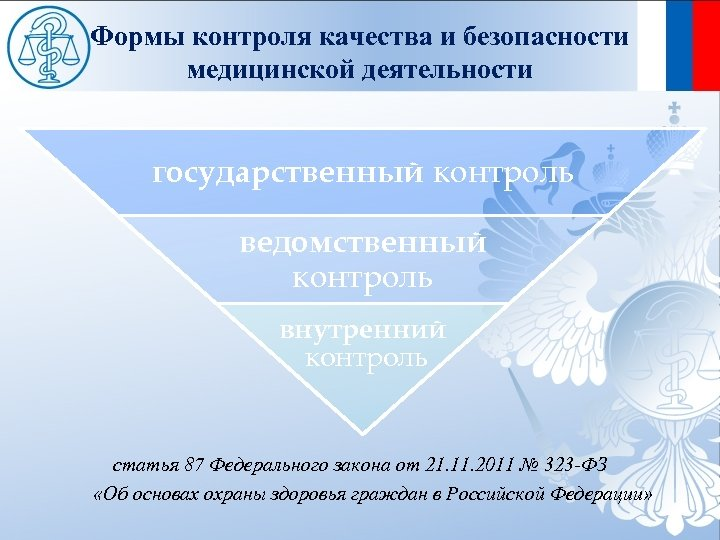 Формы контроля качества и безопасности
медицинской деятельности
государственный контроль
ведомственный
контроль
внутренний
контроль
статья 87 Федерального закона от 21.11.2011 № 323-ФЗ
«Об основах охраны здоровья граждан в Российской Федерации»